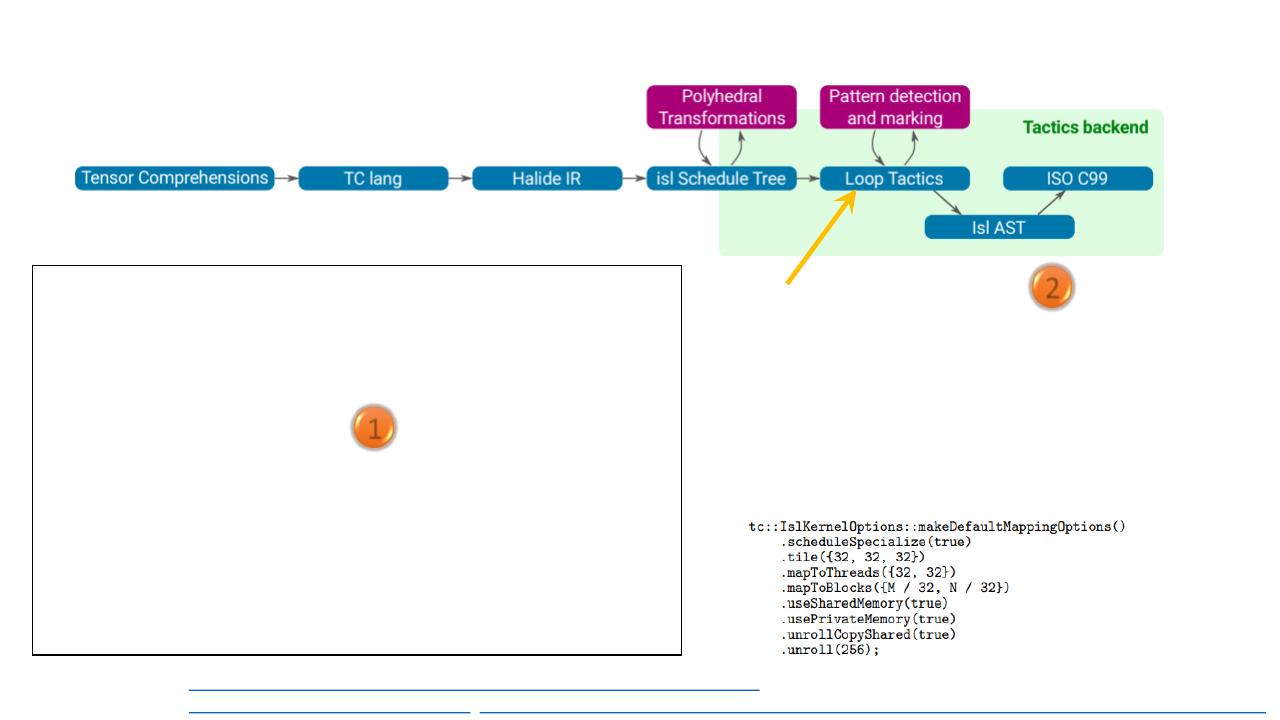 Polyhedral
Transformations
Pattern detection
and marking
Tactics backend
Tensor Comprehensions
TC lang
Halide IR
isl Schedule Tree
Loop Tactics
ISO C99
Isl AST
2
1
tc::IslKernelOptions::makeDefaultMappingOptions()
.scheduleSpecialize(true)
.tile({32, 32, 32})
.mapToThreads({32, 32})
.mapToBlocks({M / 32, N / 32})
.useSharedMemory(true)
.usePrivateMemory(true)
.unrollCopyShared(true)
.unroll(256);